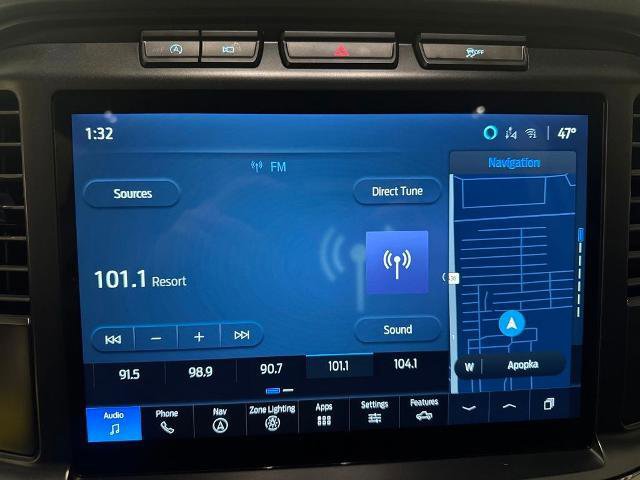 OFF
1:32
47°
FM
Navigation
Sources
Direct Tune
101.1 Resort
Sound
W Apopka
91.5 98.9 90.7 101.1 104.1
Audio Phone Nav Zone Lighting Apps Settings Features